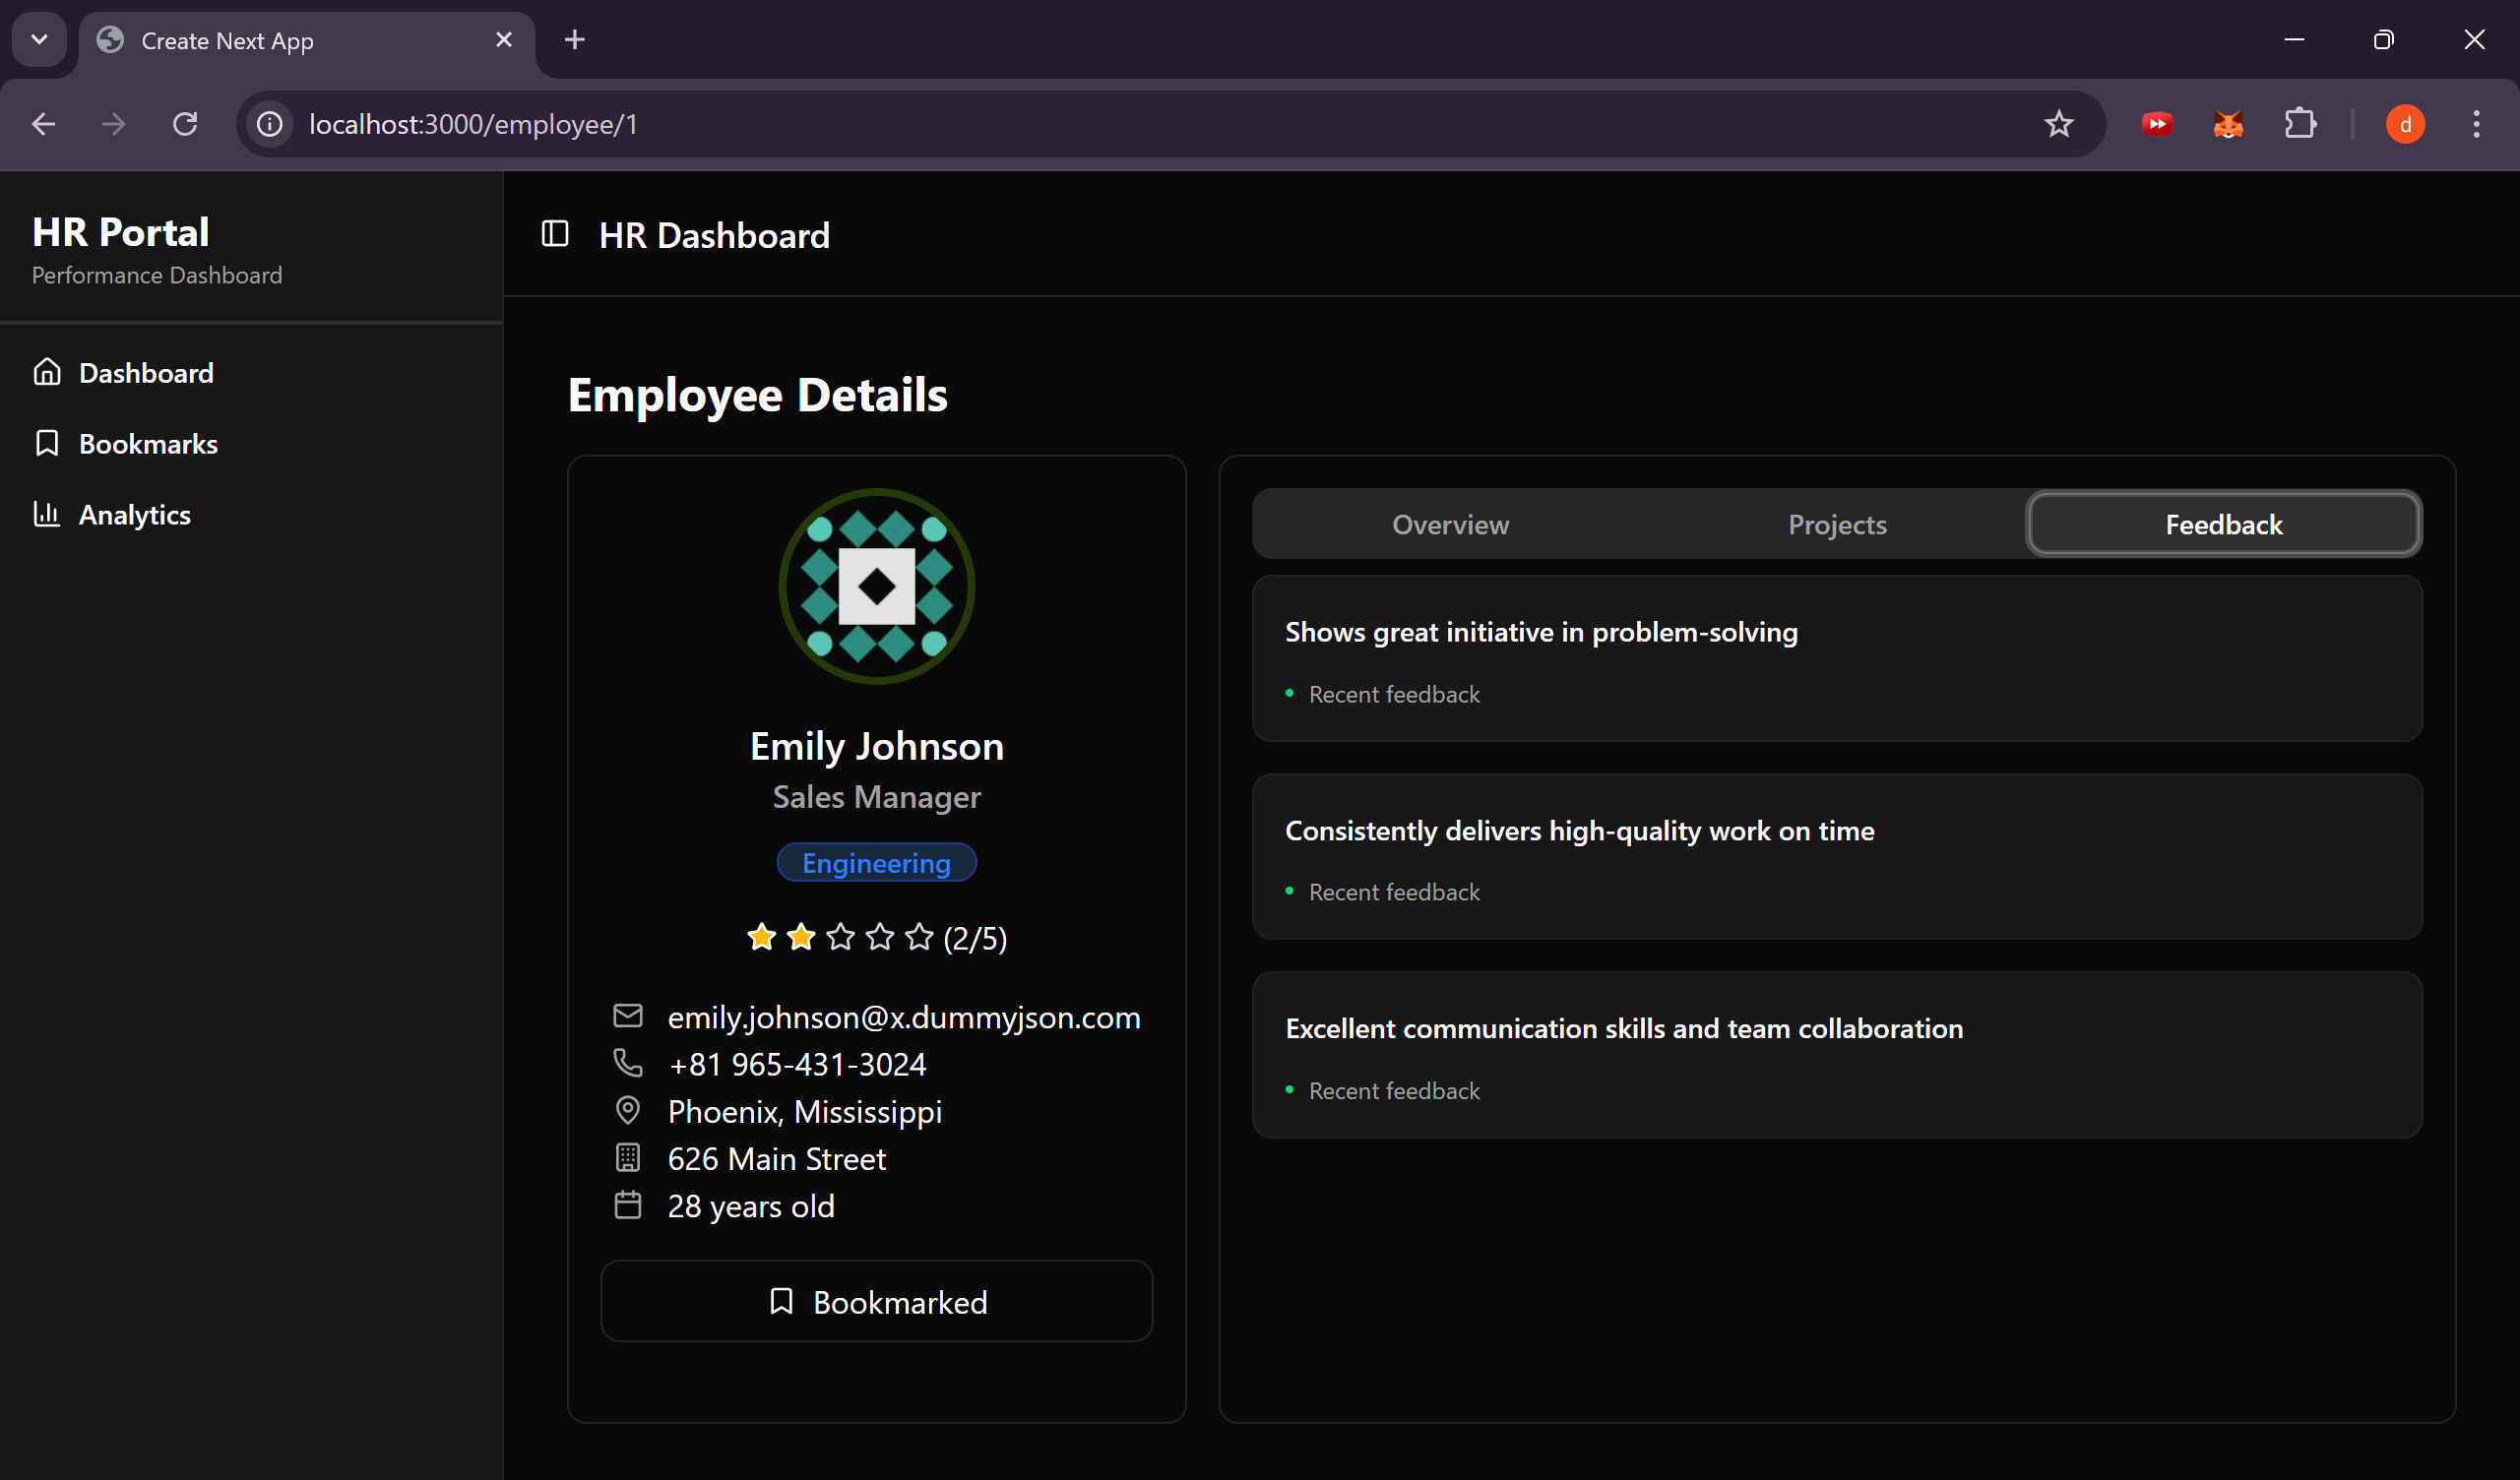 Create Next App
localhost:3000/employee/1
d
HR Portal
Performance Dashboard
Dashboard
Bookmarks
Analytics
HR Dashboard
Employee Details
Emily Johnson
Sales Manager
Engineering
(2/5)
emily.johnson@x.dummyjson.com
+81 965-431-3024
Phoenix, Mississippi
626 Main Street
28 years old
Bookmarked
Overview Projects Feedback
Shows great initiative in problem-solving
Recent feedback
Consistently delivers high-quality work on time
Recent feedback
Excellent communication skills and team collaboration
Recent feedback